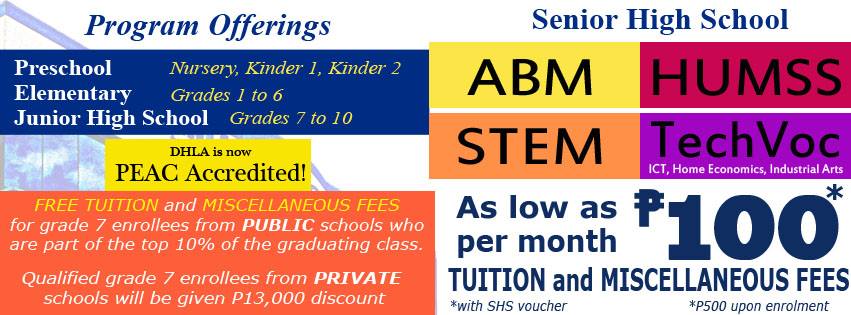 Program Offerings
Preschool Nursery, Kinder 1, Kinder 2
Elementary Grades 1 to 6
Junior High School Grades 7 to 10
DHLA is now
PEAC Accredited!
FREE TUITION and MISCELLANEOUS FEES
for grade 7 enrollees from PUBLIC schools who
are part of the top 10% of the graduating class.
Qualified grade 7 enrollees from PRIVATE
schools will be given P13,000 discount
Senior High School
ABM HUMSS
STEM TechVoc
ICT, Home Economics, Industrial Arts
As low as ₱100*
per month
TUITION and MISCELLANEOUS FEES
*with SHS voucher *P500 upon enrolment